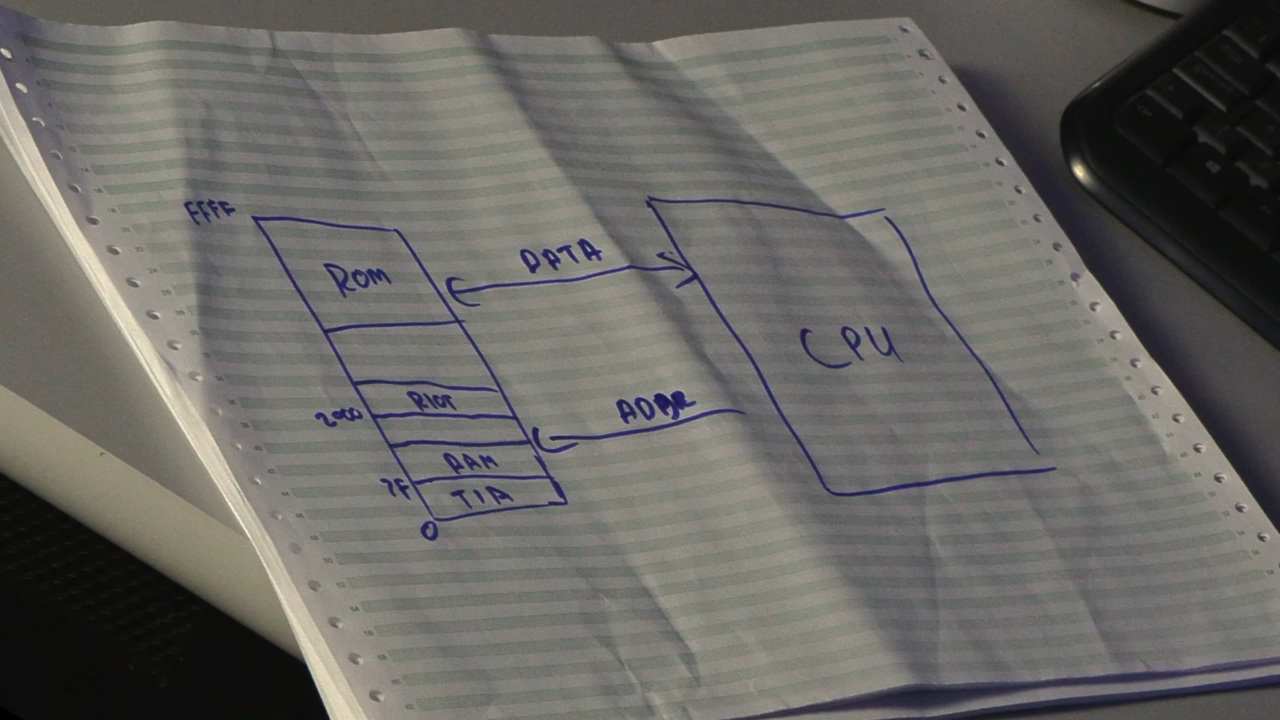 FFFF
ROM
DATA
CPU
RIOT
2000
ADDR
RAM
7F
TIA
0